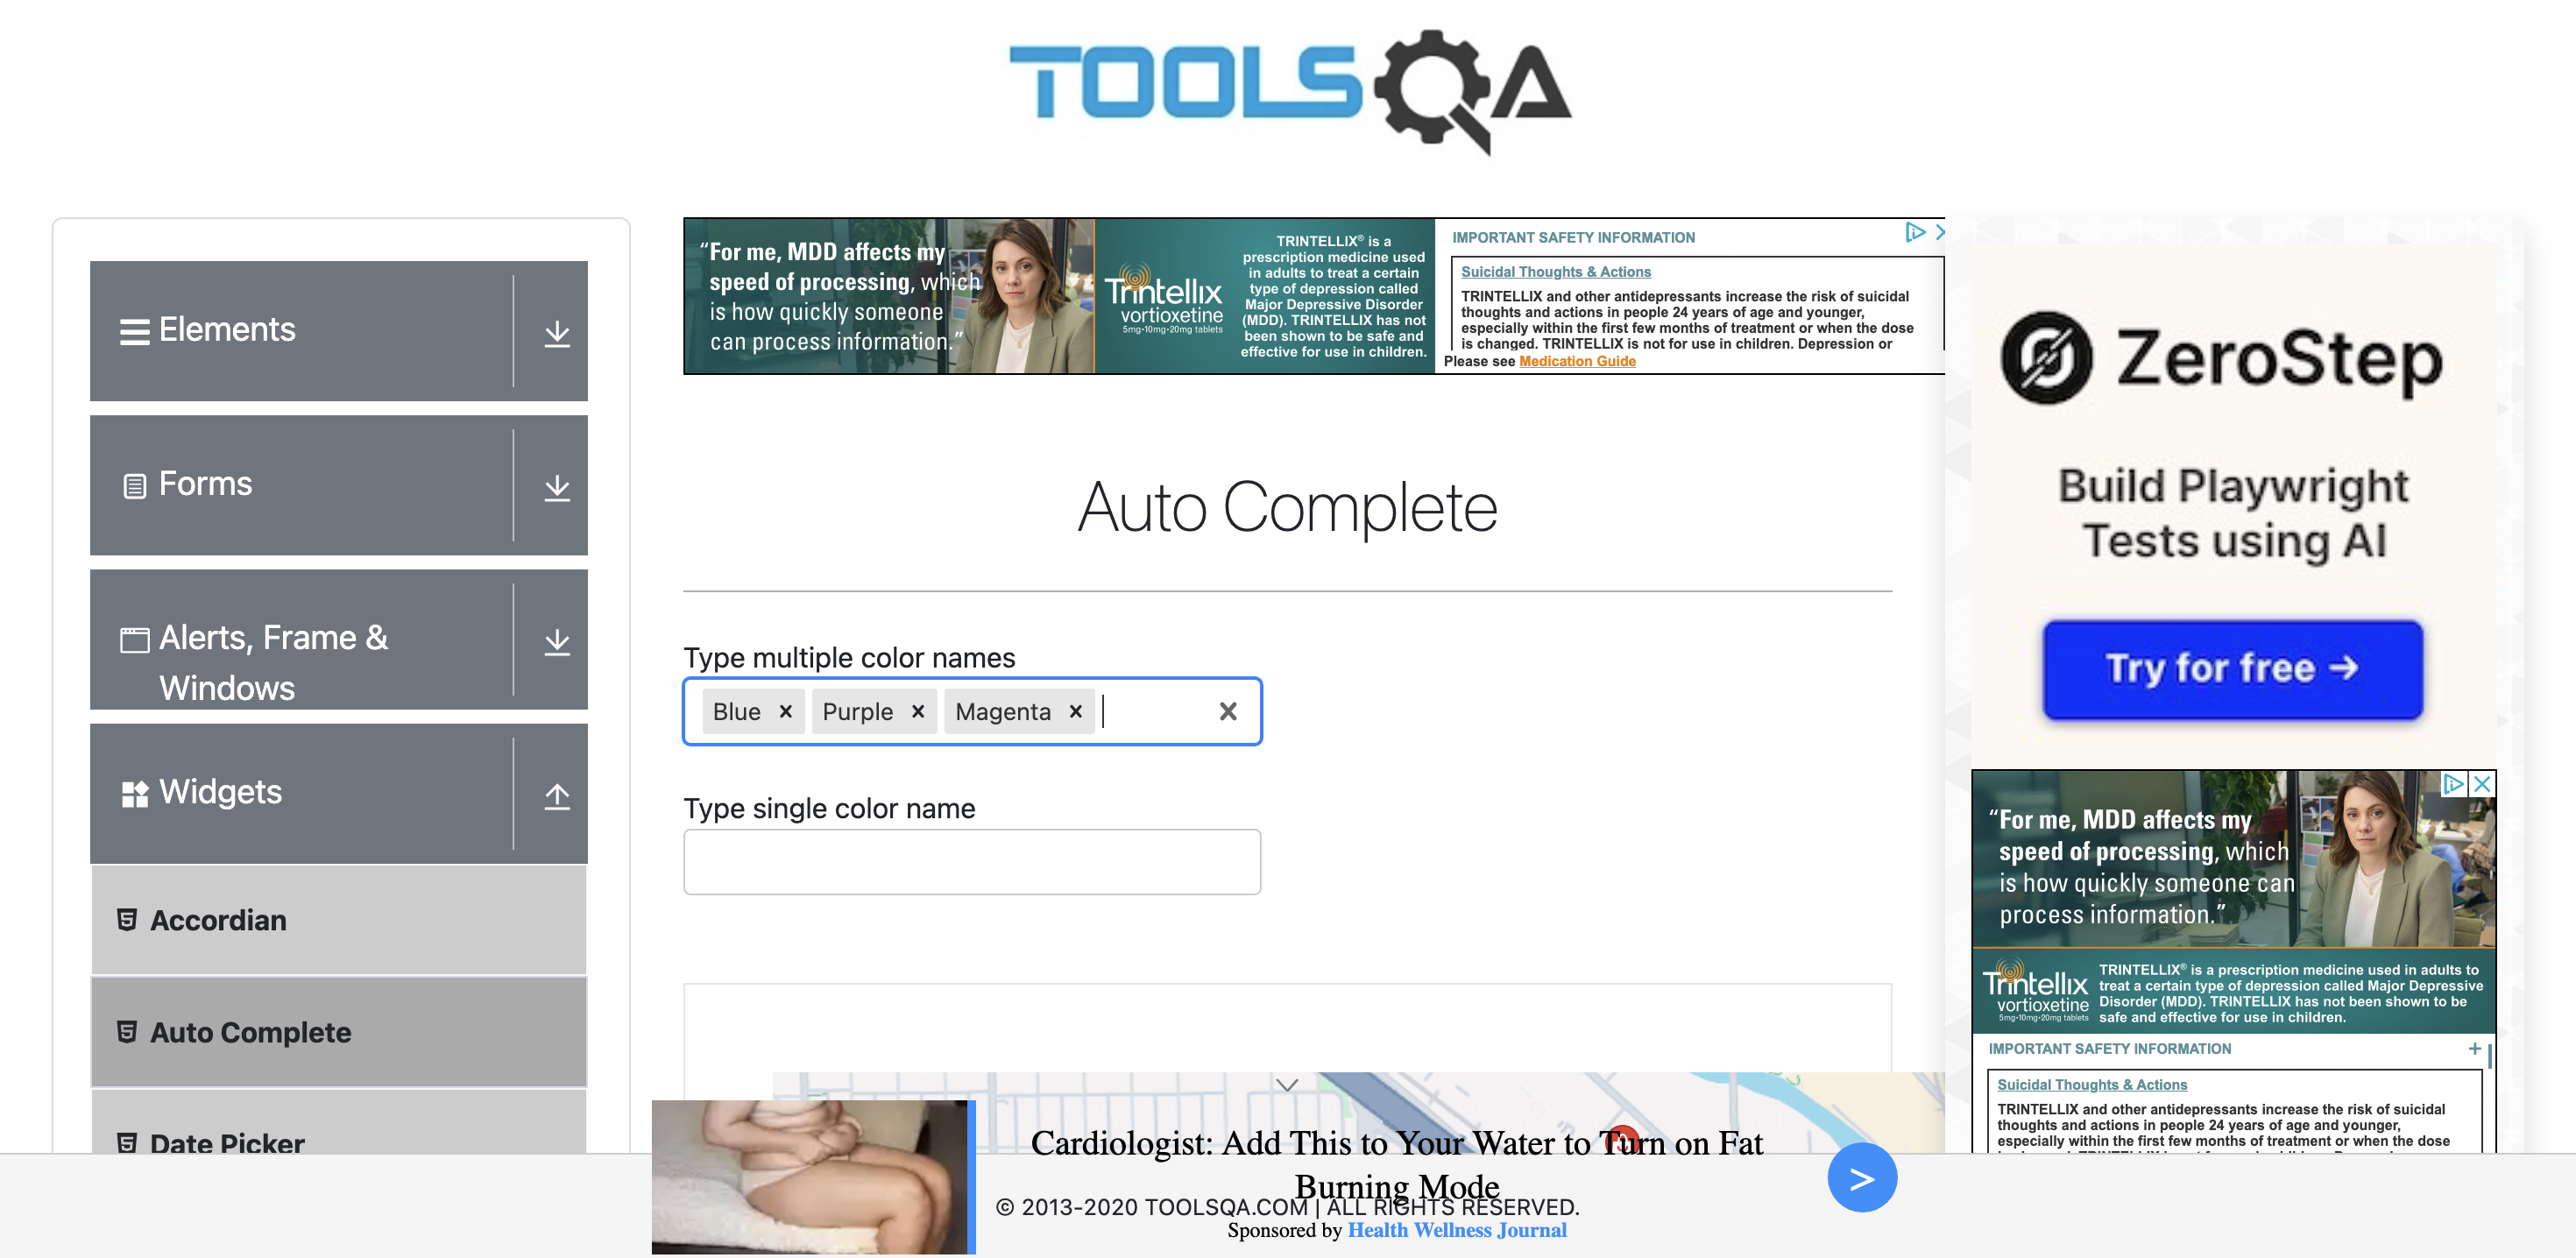 TOOLSQA
Elements
Forms
Alerts, Frame &
Windows
Widgets
Accordian
Auto Complete
Date Picker
“For me, MDD affects my
speed of processing, which
is how quickly someone
can process information.”
Trintellix
vortioxetine
5mg•10mg•20mg tablets
TRINTELLIX® is a
prescription medicine used
in adults to treat a certain
type of depression called
Major Depressive Disorder
(MDD). TRINTELLIX has not
been shown to be safe and
effective for use in children.
IMPORTANT SAFETY INFORMATION
Suicidal Thoughts & Actions
TRINTELLIX and other antidepressants increase the risk of suicidal
thoughts and actions in people 24 years of age and younger,
especially within the first few months of treatment or when the dose
is changed. TRINTELLIX is not for use in children. Depression or
Please see Medication Guide
Auto Complete
Type multiple color names
Blue
Purple
Magenta
Type single color name
ZeroStep
Build Playwright
Tests using AI
Try for free →
“For me, MDD affects my
speed of processing, which
is how quickly someone can
process information.”
Trintellix
vortioxetine
5mg•10mg•20mg tablets
TRINTELLIX® is a prescription medicine used in adults to
treat a certain type of depression called Major Depressive
Disorder (MDD). TRINTELLIX has not been shown to be
safe and effective for use in children.
IMPORTANT SAFETY INFORMATION
Suicidal Thoughts & Actions
TRINTELLIX and other antidepressants increase the risk of suicidal
thoughts and actions in people 24 years of age and younger,
especially within the first few months of treatment or when the dose
Cardiologist: Add This to Your Water to Turn on Fat
Burning Mode
© 2013-2020 TOOLSQA.COM | ALL RIGHTS RESERVED.
Sponsored by Health Wellness Journal